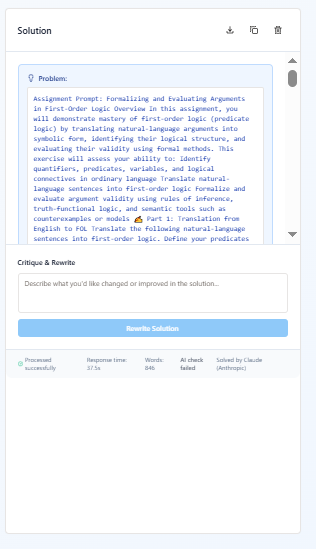 Solution
Problem:
Assignment Prompt: Formalizing and Evaluating Arguments
in First-Order Logic Overview In this assignment, you
will demonstrate mastery of first-order logic (predicate
logic) by translating natural-language arguments into
symbolic form, identifying their logical structure, and
evaluating their validity using formal methods. This
exercise will assess your ability to: Identify
quantifiers, predicates, variables, and logical
connectives in ordinary language Translate natural-
language sentences into first-order logic Formalize and
evaluate argument validity using rules of inference,
truth-functional logic, and semantic tools such as
counterexamples or models ✍️ Part 1: Translation from
English to FOL Translate the following natural-language
sentences into first-order logic. Define your predicates
Critique & Rewrite
Describe what you'd like changed or improved in the solution...
Rewrite Solution
Processed successfully
Response time: 37.5s
Words: 846
AI check failed
Solved by Claude (Anthropic)